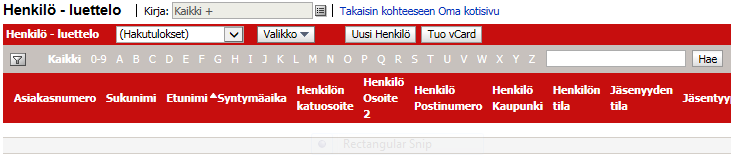 Henkilö - luettelo Kirja: Kaikki + Takaisin kohteeseen Oma kotisivu
Henkilö - luettelo (Hakutulokset) Valikko Uusi Henkilö Tuo vCard
Kaikki 0-9 A B C D E F G H I J K L M N O P Q R S T U V W X Y Z Hae
Asiakasnumero Sukunimi Etunimi Syntymäaika Henkilön katuosoite Henkilö Osoite 2 Henkilö Postinumero Henkilö Kaupunki Henkilön tila Jäsenyyden tila Jäsentyyp
Rectangular Snip